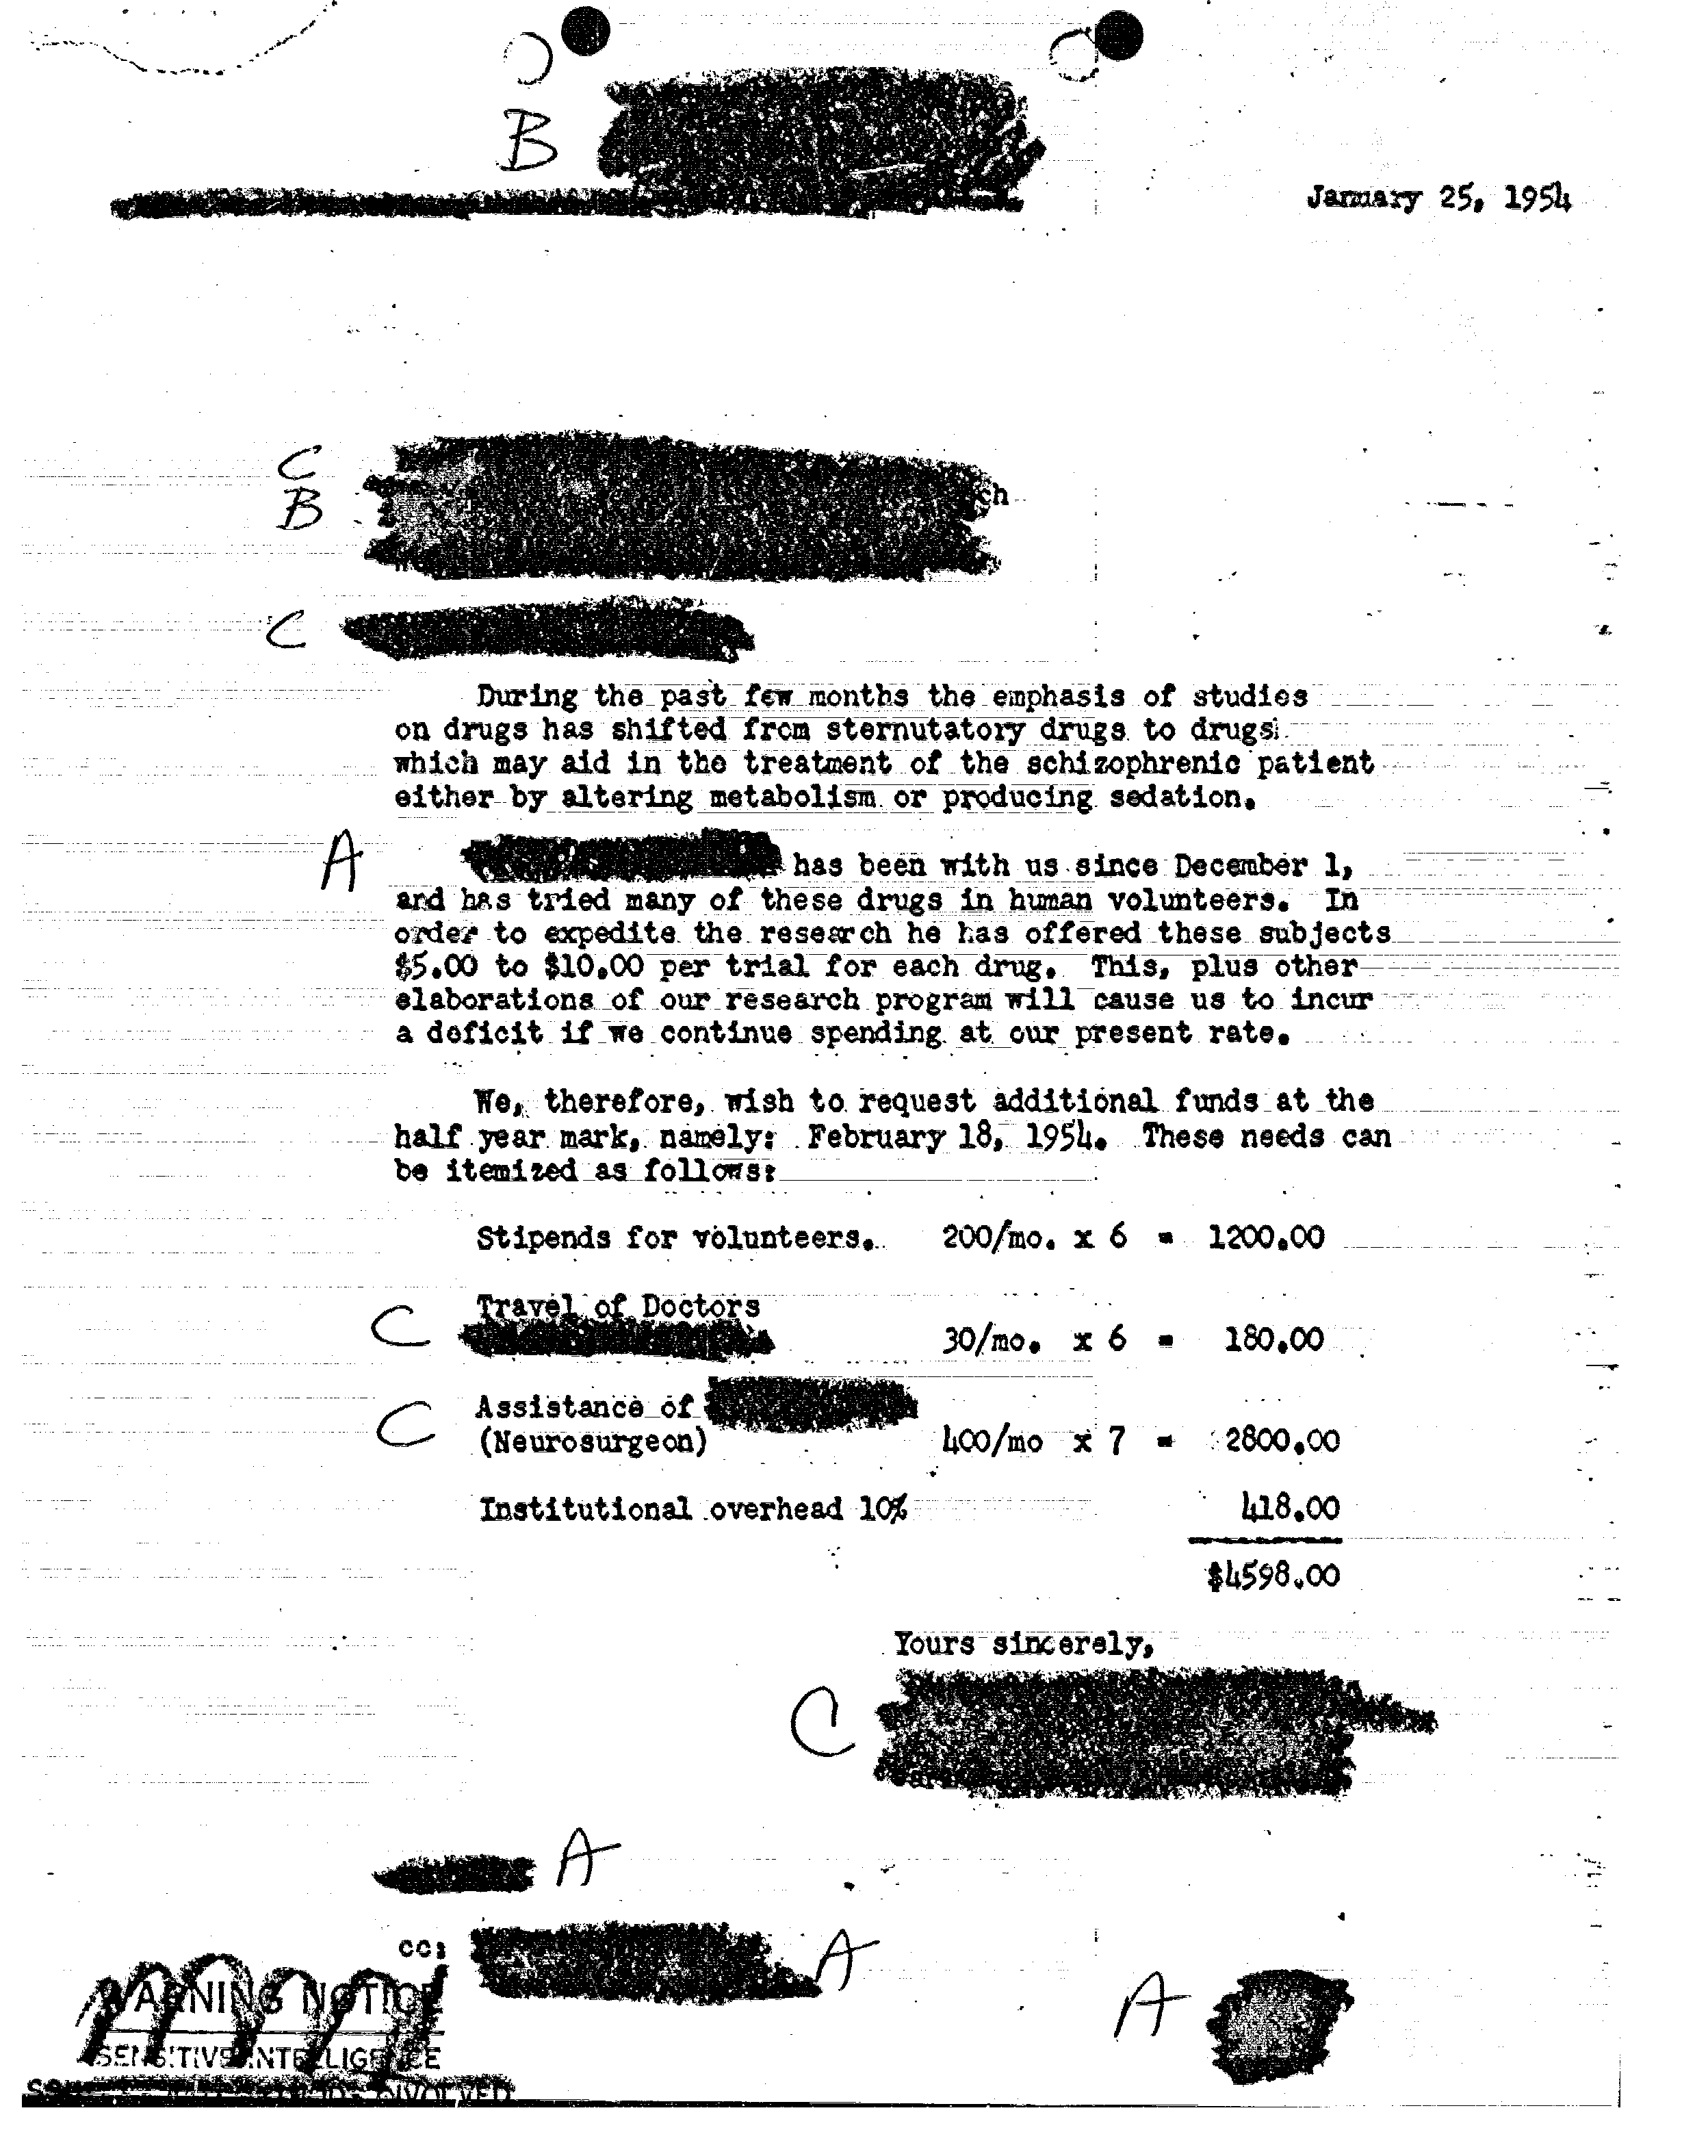 B
January 25, 1954
C
B
ch
C
During the past few months the emphasis of studies
on drugs has shifted from sternutatory drugs to drugs
which may aid in the treatment of the schizophrenic patient
either by altering metabolism or producing sedation.
A
has been with us since December 1,
and has tried many of these drugs in human volunteers. In
order to expedite the research he has offered these subjects
$5.00 to $10.00 per trial for each drug. This, plus other
elaborations of our research program will cause us to incur
a deficit if we continue spending at our present rate.
We, therefore, wish to request additional funds at the
half year mark, namely: February 18, 1954. These needs can
be itemized as follows:
Stipends for volunteers. 200/mo. x 6 = 1200.00
Travel of Doctors
C 30/mo. x 6 = 180.00
Assistance of
C (Neurosurgeon) 400/mo x 7 = 2800.00
Institutional overhead 10% 418.00
$4598.00
Yours sincerely,
C
A
cc: A
A
WARNING NOTICE
SENSITIVE INTELLIGENCE
INVOLVED